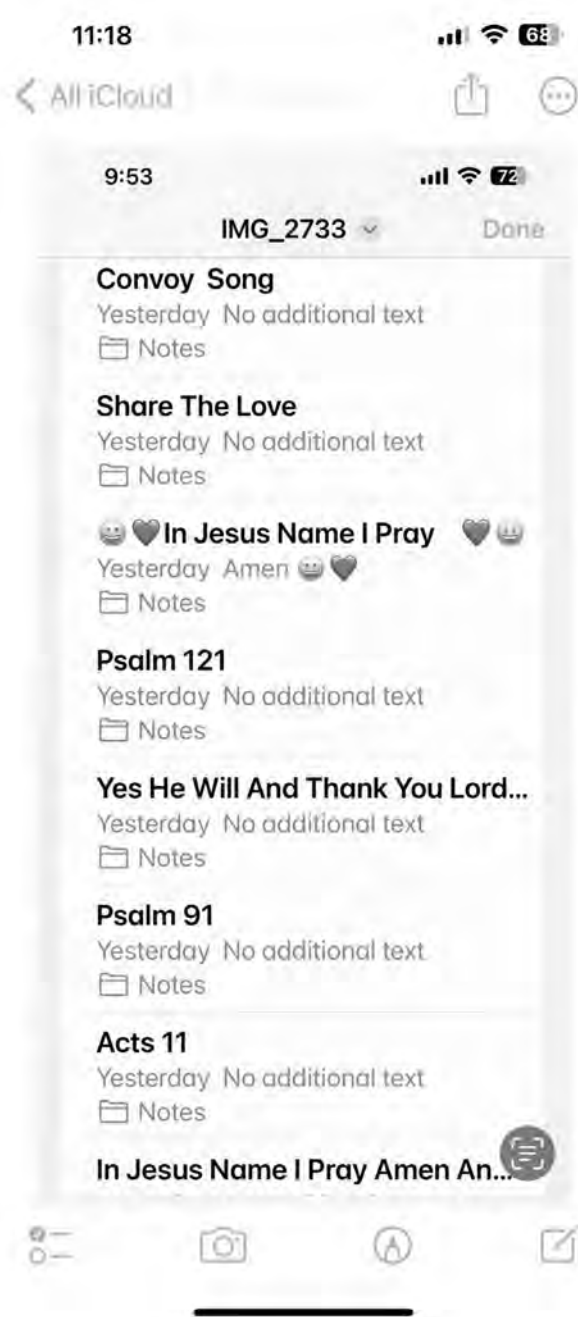 11:18 68
All iCloud
9:53 72
IMG_2733 Done
Convoy Song
Yesterday No additional text
Notes
Share The Love
Yesterday No additional text
Notes
😀🖤In Jesus Name I Pray 🖤😀
Yesterday Amen 😀🖤
Notes
Psalm 121
Yesterday No additional text
Notes
Yes He Will And Thank You Lord...
Yesterday No additional text
Notes
Psalm 91
Yesterday No additional text
Notes
Acts 11
Yesterday No additional text
Notes
In Jesus Name I Pray Amen An...